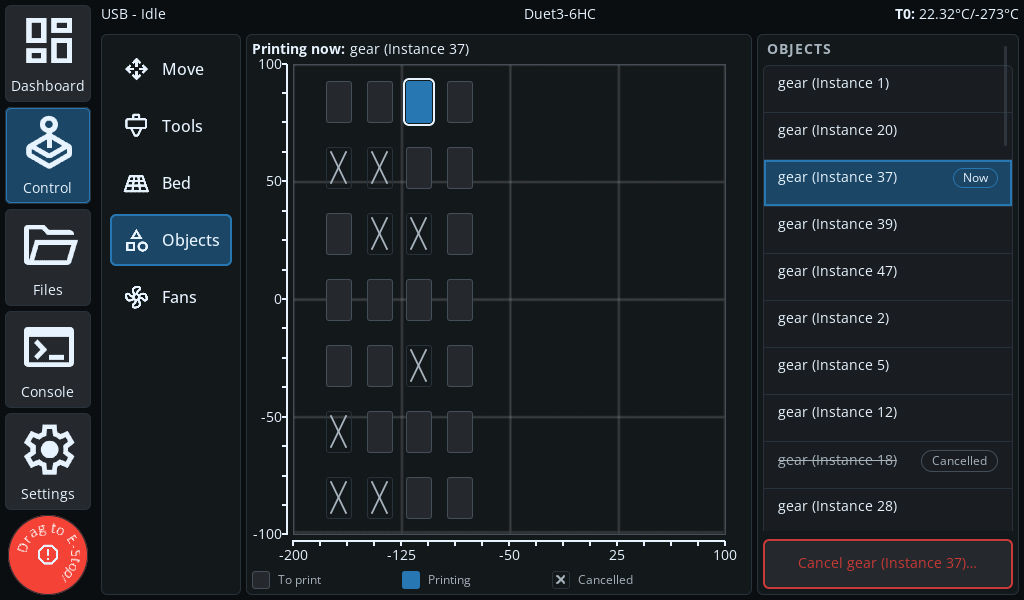 USB - Idle
Duet3-6HC
T0: 22.32°C/-273°C
Dashboard
Control
Files
Console
Settings
Drag to E-Stop!
Move
Tools
Bed
Objects
Fans
Printing now: gear (Instance 37)
100
50
0
-50
-100
-200
-125
-50
25
100
To print
Printing
Cancelled
OBJECTS
gear (Instance 1)
gear (Instance 20)
gear (Instance 37)
Now
gear (Instance 39)
gear (Instance 47)
gear (Instance 2)
gear (Instance 5)
gear (Instance 12)
gear (Instance 18)
Cancelled
gear (Instance 28)
Cancel gear (Instance 37)...